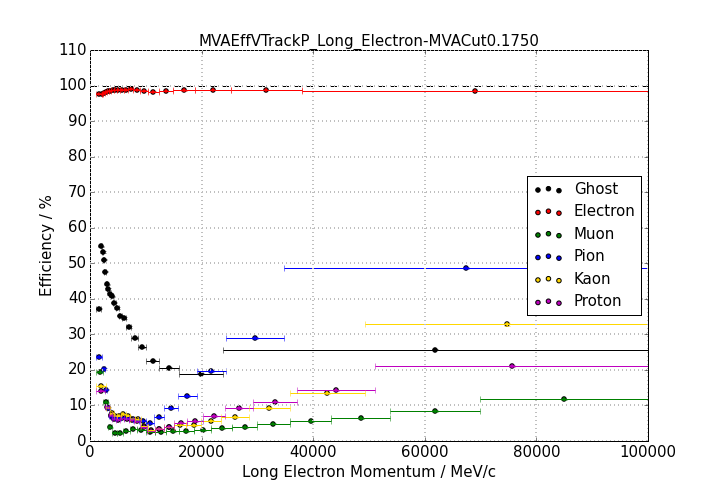 MVAEffVTrackP_Long_Electron-MVACut0.1750
110
100
90
80
70
60
50
40
30
20
10
0
Efficiency / %
Ghost
Electron
Muon
Pion
Kaon
Proton
0 20000 40000 60000 80000 100000
Long Electron Momentum / MeV/c